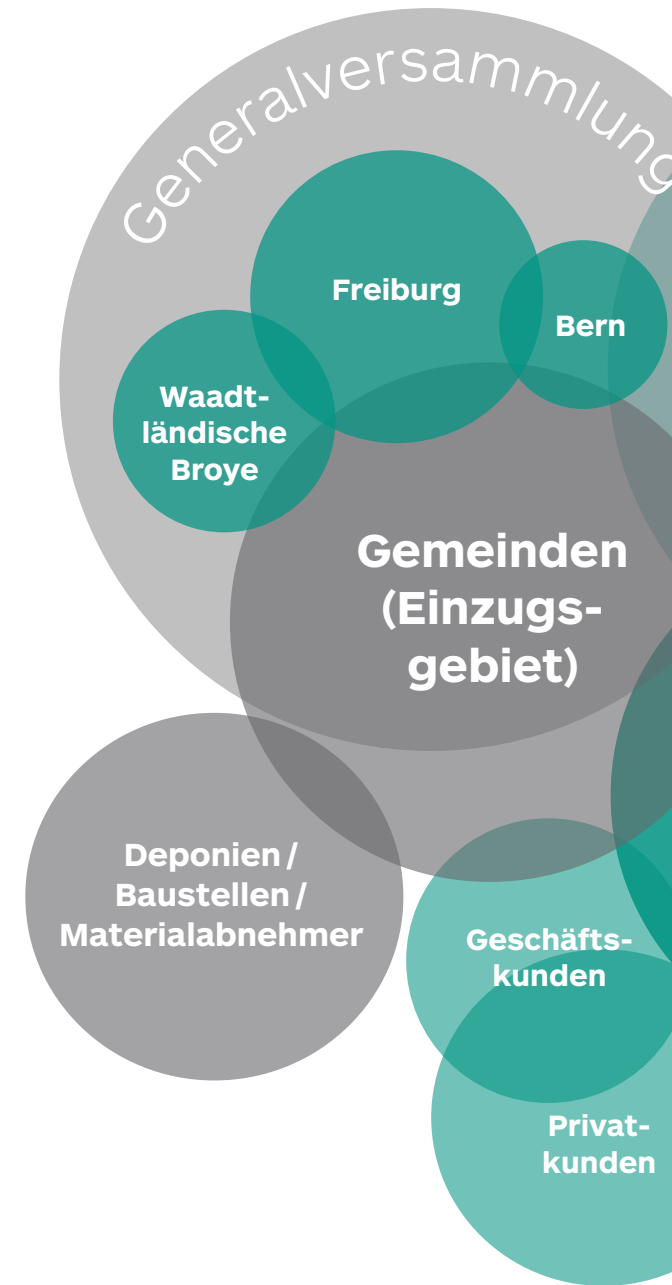 Generalversammlung
Freiburg
Bern
Waadt-
ländische
Broye
Gemeinden
(Einzugs-
gebiet)
Deponien /
Baustellen /
Materialabnehmer
Geschäfts-
kunden
Privat-
kunden